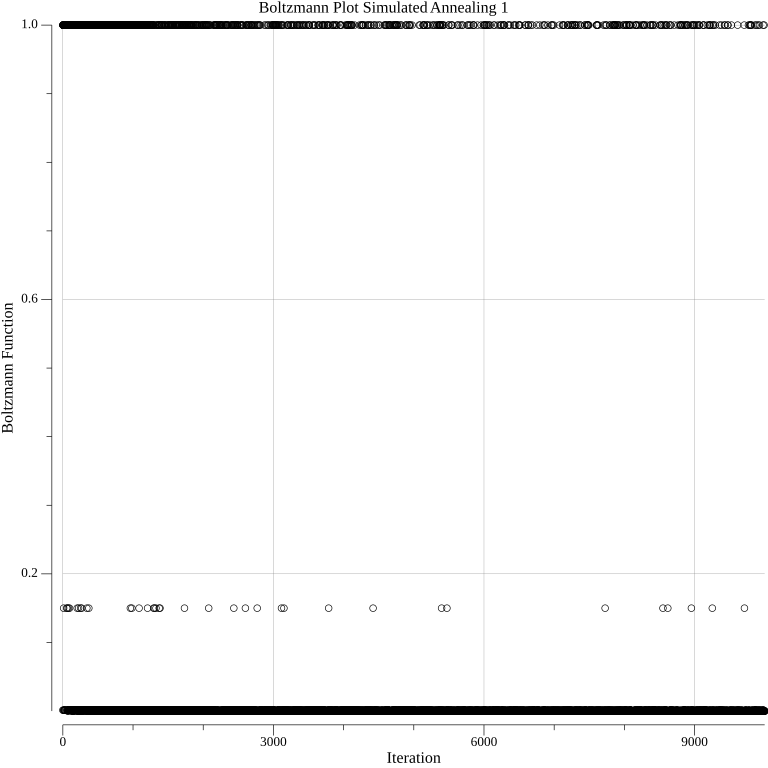 Boltzmann Plot Simulated Annealing 1
1.0
0.6
0.2
Boltzmann Function
0 3000 6000 9000
Iteration